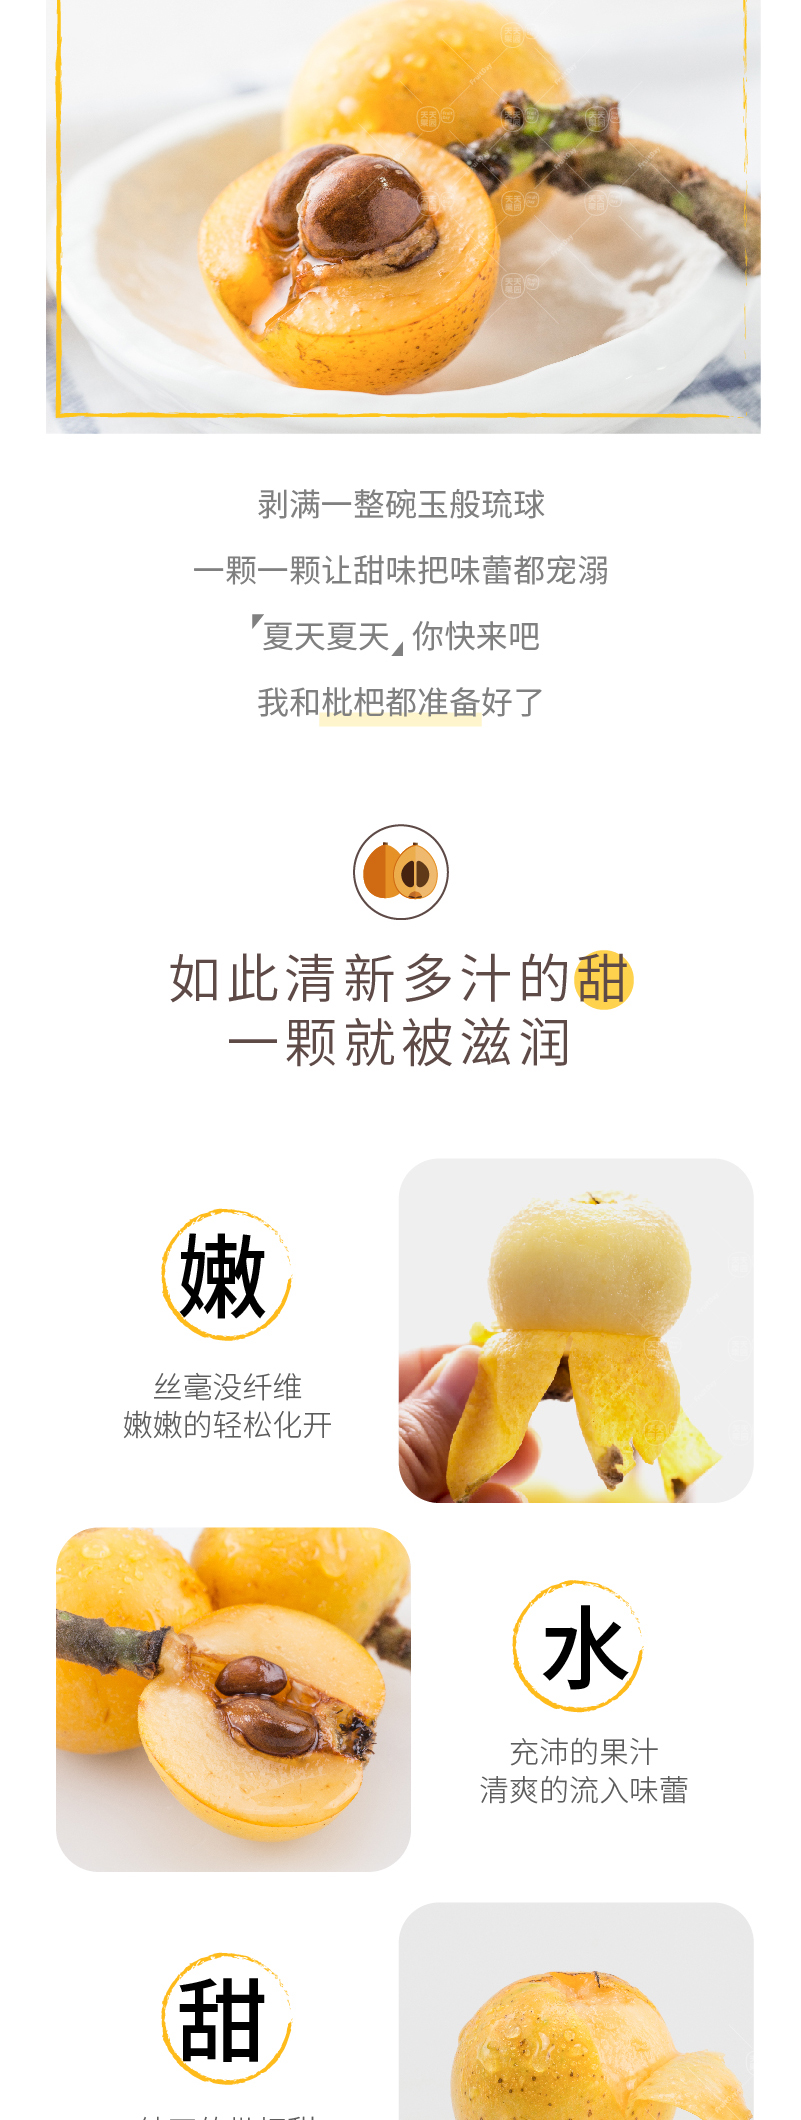 剥满一整碗玉般琉球
一颗一颗让甜味把味蕾都宠溺
「夏天夏天」你快来吧
我和枇杷都准备好了
如此清新多汁的甜
一颗就被滋润
嫩
丝毫没纤维
嫩嫩的轻松化开
水
充沛的果汁
清爽的流入味蕾
甜